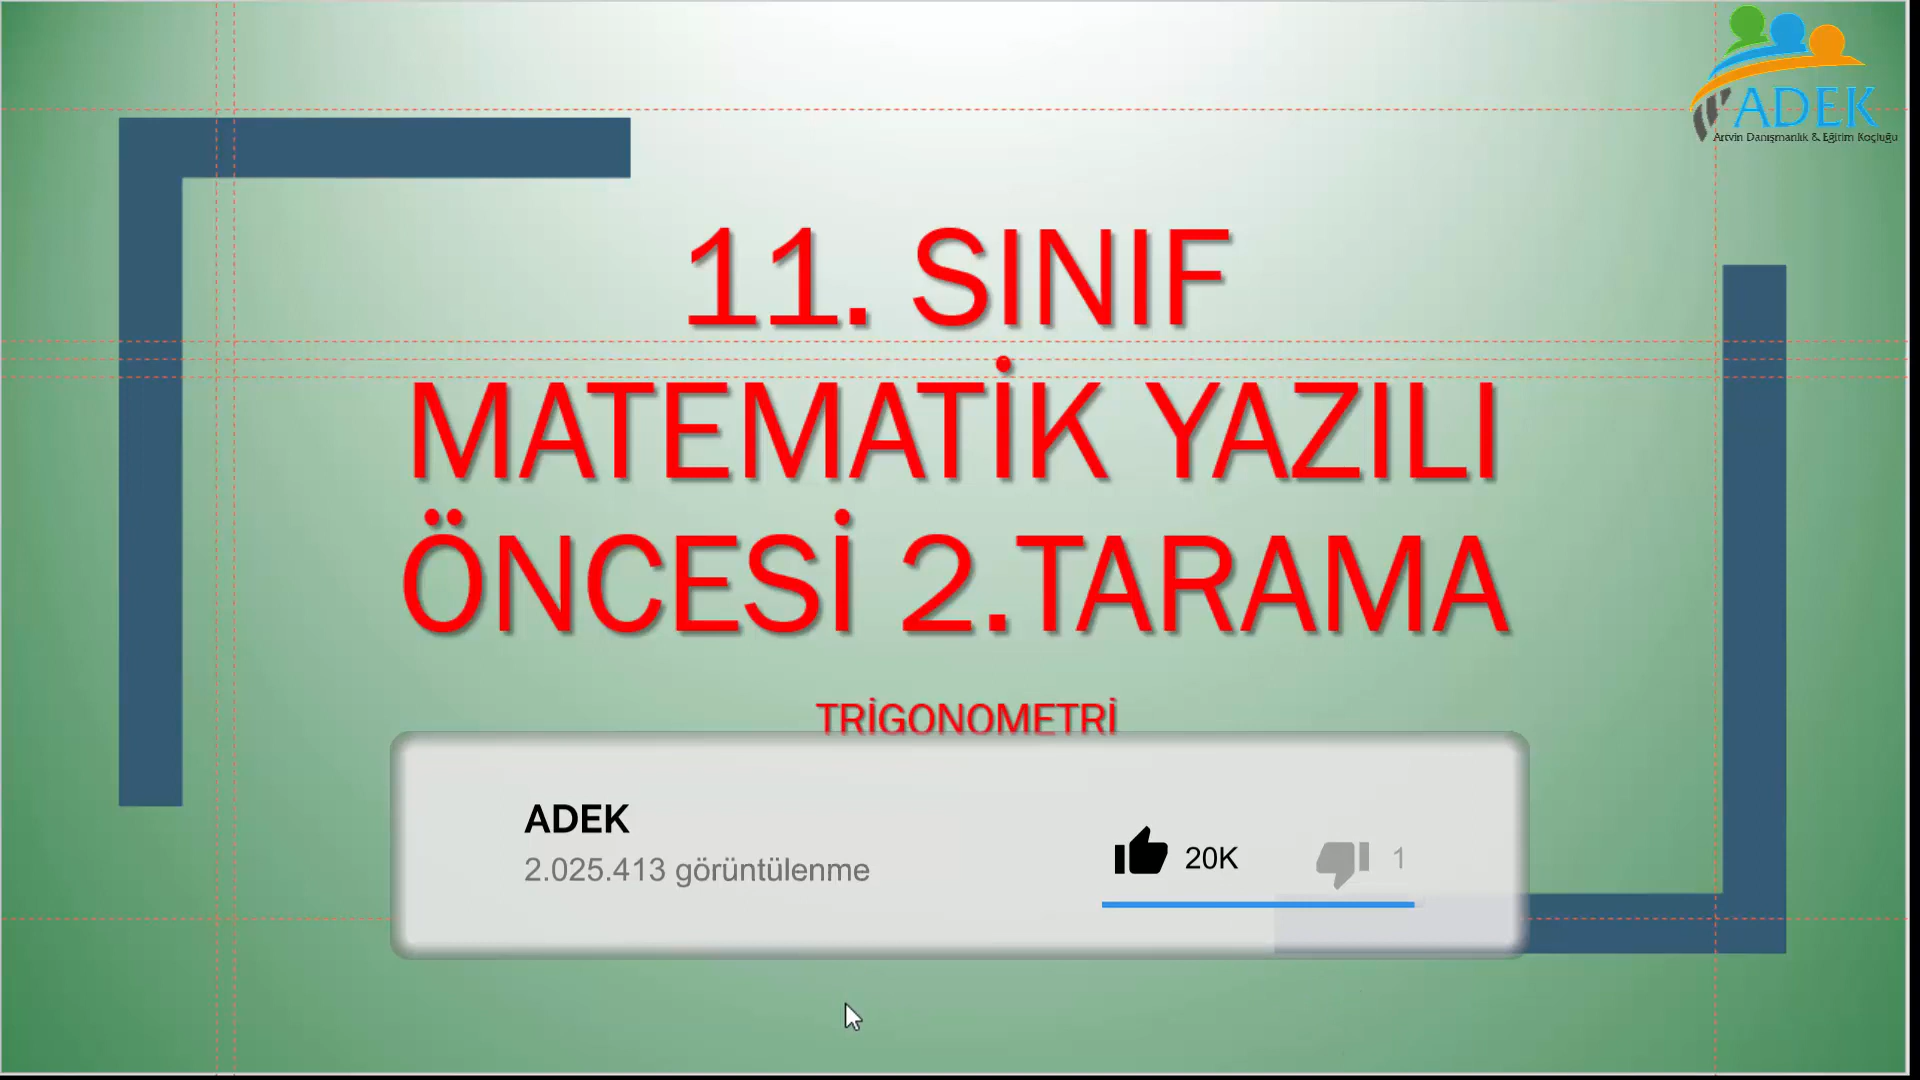 ADEK
Artvin Danışmanlık & Eğitim Koçluğu
11. SINIF
MATEMATİK YAZILI
ÖNCESİ 2.TARAMA
TRİGONOMETRİ
ADEK
2.025.413 görüntülenme
20K
1